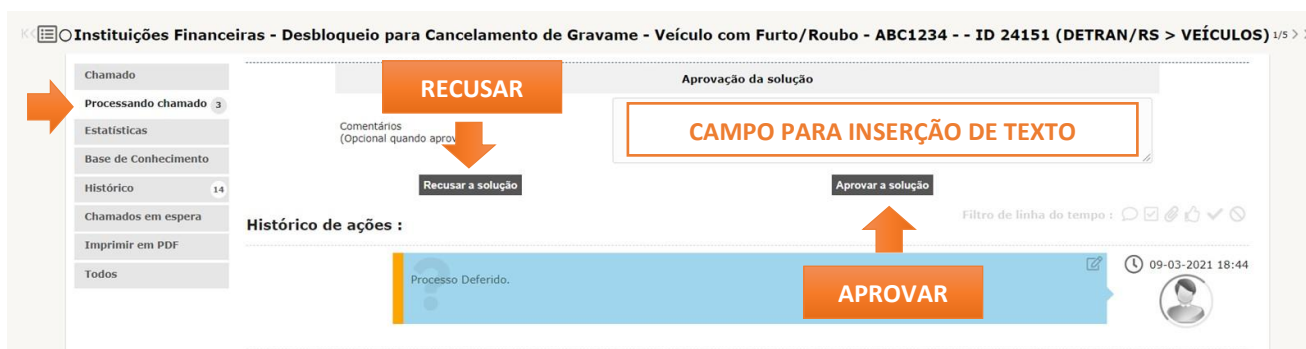 Instituições Financeiras - Desbloqueio para Cancelamento de Gravame - Veículo com Furto/Roubo - ABC1234 - - ID 24151 (DETRAN/RS > VEÍCULOS) 1/5 >
Chamado
Processando chamado 3
Estatísticas
Base de Conhecimento
Histórico 14
Chamados em espera
Imprimir em PDF
Todos
Aprovação da solução
RECUSAR
Comentários
(Opcional quando aprov
CAMPO PARA INSERÇÃO DE TEXTO
Recusar a solução
Aprovar a solução
Filtro de linha do tempo :
Histórico de ações :
Processo Deferido.
APROVAR
09-03-2021 18:44